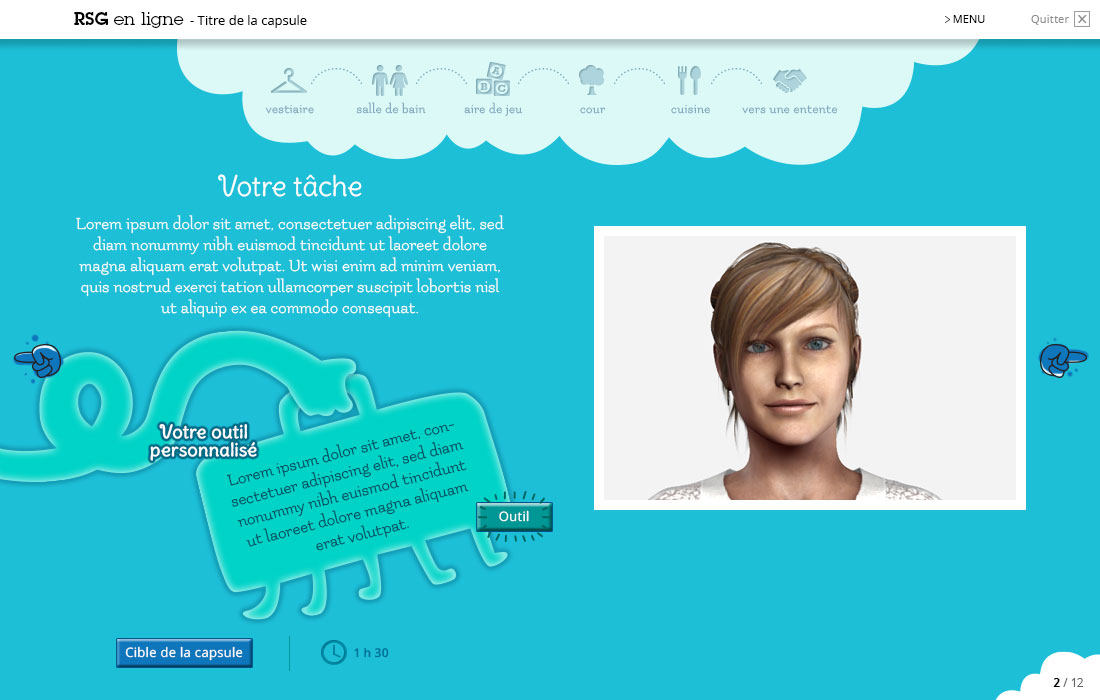 RSG en ligne - Titre de la capsule
> MENU
Quitter
vestiaire
salle de bain
A
B C
aire de jeu
cour
cuisine
vers une entente
Votre tâche
Lorem ipsum dolor sit amet, consectetuer adipiscing elit, sed
diam nonummy nibh euismod tincidunt ut laoreet dolore
magna aliquam erat volutpat. Ut wisi enim ad minim veniam,
quis nostrud exerci tation ullamcorper suscipit lobortis nisl
ut aliquip ex ea commodo consequat.
Votre outil
personnalisé
Lorem ipsum dolor sit amet, con-
sectetuer adipiscing elit, sed diam
nonummy nibh euismod tincidunt
ut laoreet dolore magna aliquam
erat volutpat.
Outil
Cible de la capsule
1 h 30
2 / 12